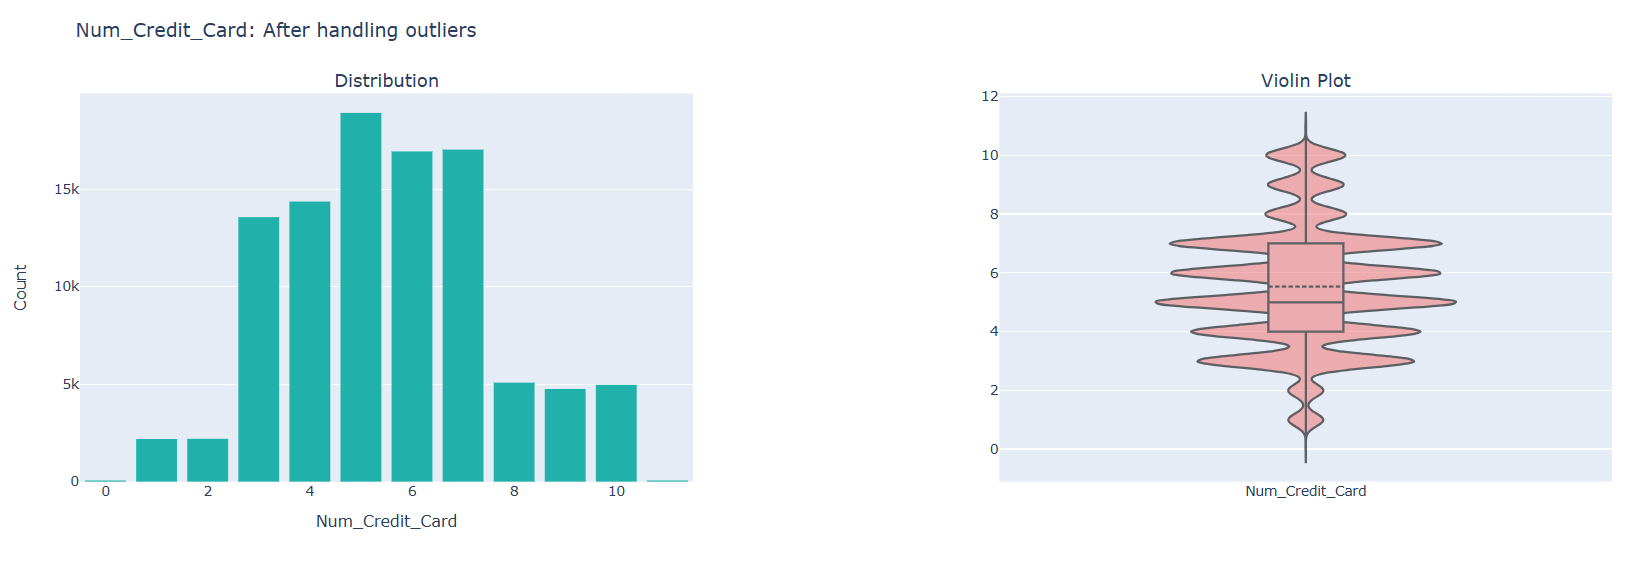 Num_Credit_Card: After handling outliers
Distribution
Count
15k
10k
5k
0
0 2 4 6 8 10
Num_Credit_Card
Violin Plot
12
10
8
6
4
2
0
Num_Credit_Card